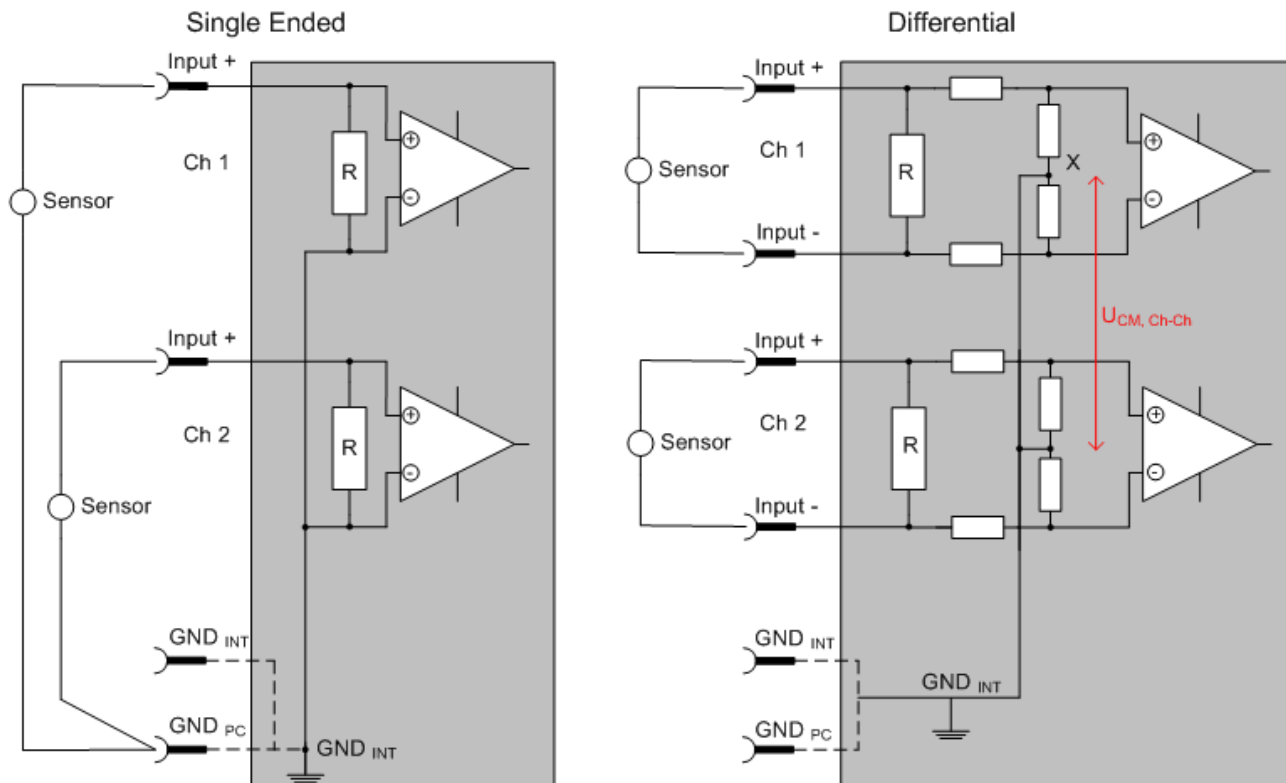 Single Ended
Input +
Ch 1
R
Sensor
Input +
Ch 2
R
Sensor
GND INT
GND PC
GND INT
Differential
Input +
Ch 1
Sensor
R
X
Input -
UCM, Ch-Ch
Input +
Ch 2
Sensor
R
Input -
GND INT
GND INT
GND PC